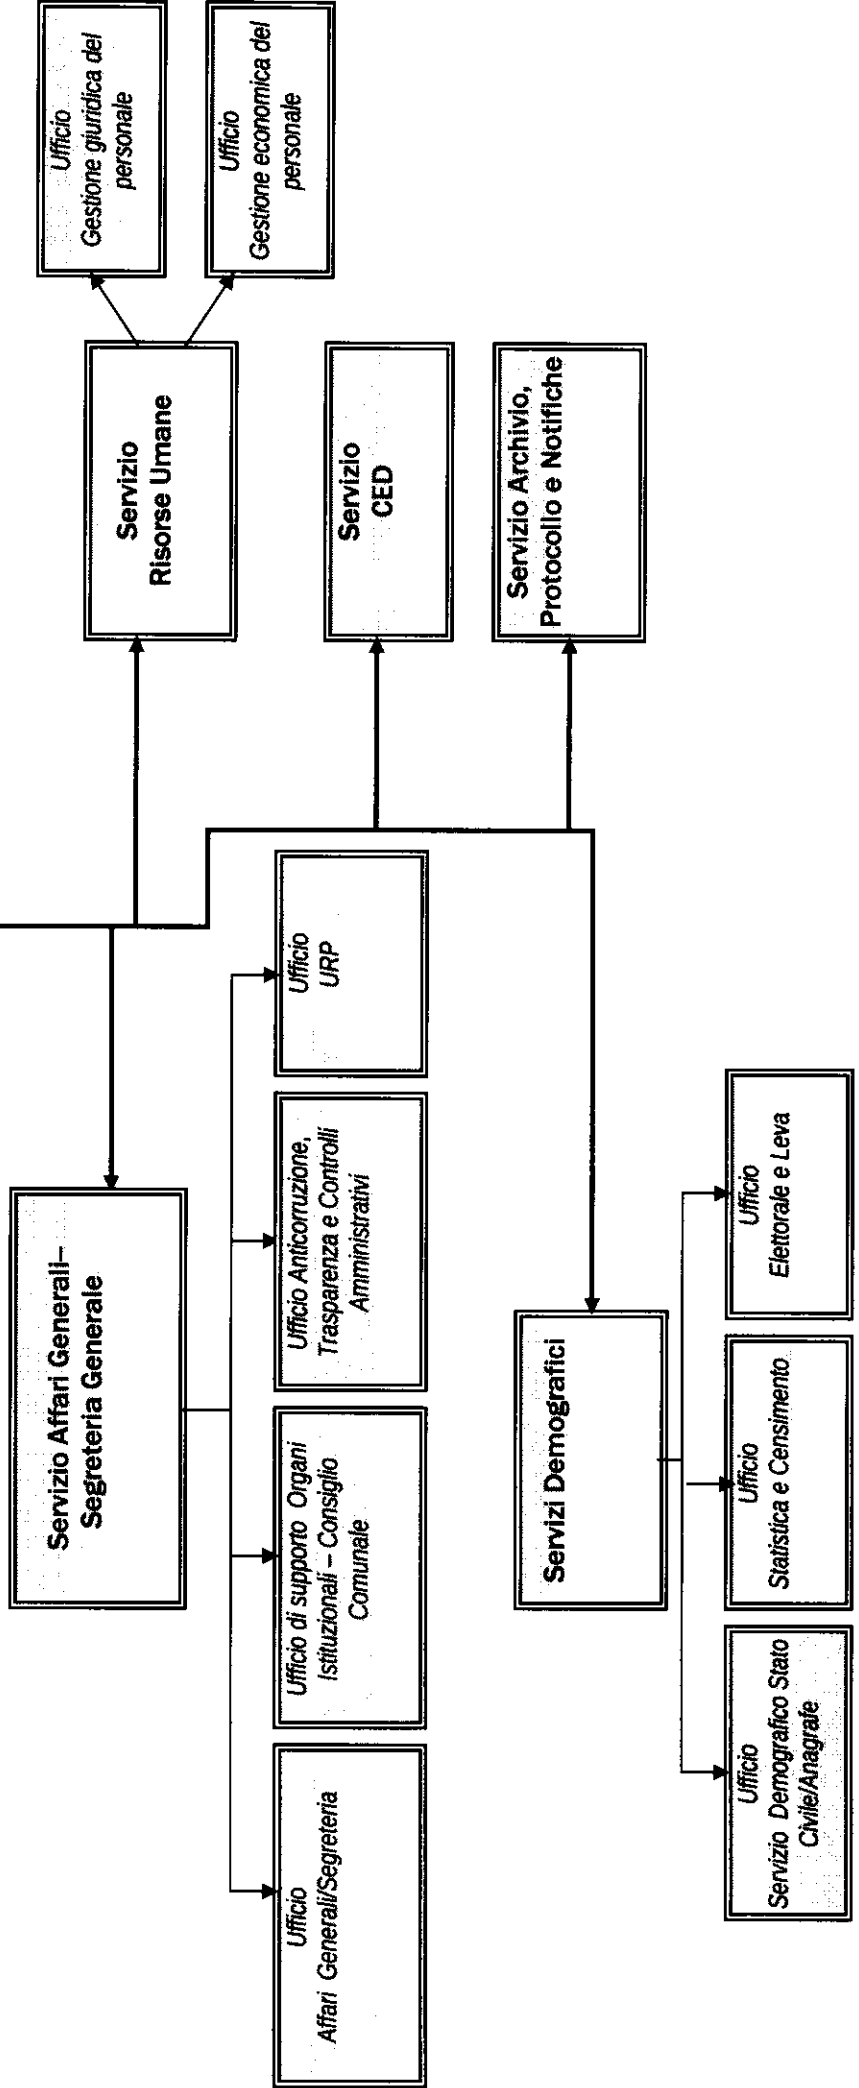 Servizio Affari Generali–
Segreteria Generale
Ufficio
Affari Generali/Segreteria
Ufficio di supporto Organi
Istituzionali – Consiglio
Comunale
Ufficio Anticorruzione,
Trasparenza e Controlli
Amministrativi
Ufficio
URP
Servizio
Risorse Umane
Ufficio
Gestione giuridica del
personale
Ufficio
Gestione economica del
personale
Servizio
CED
Servizio Archivio,
Protocollo e Notifiche
Servizi Demografici
Ufficio
Servizio Demografico Stato
Civile/Anagrafe
Ufficio
Statistica e Censimento
Ufficio
Elettorale e Leva